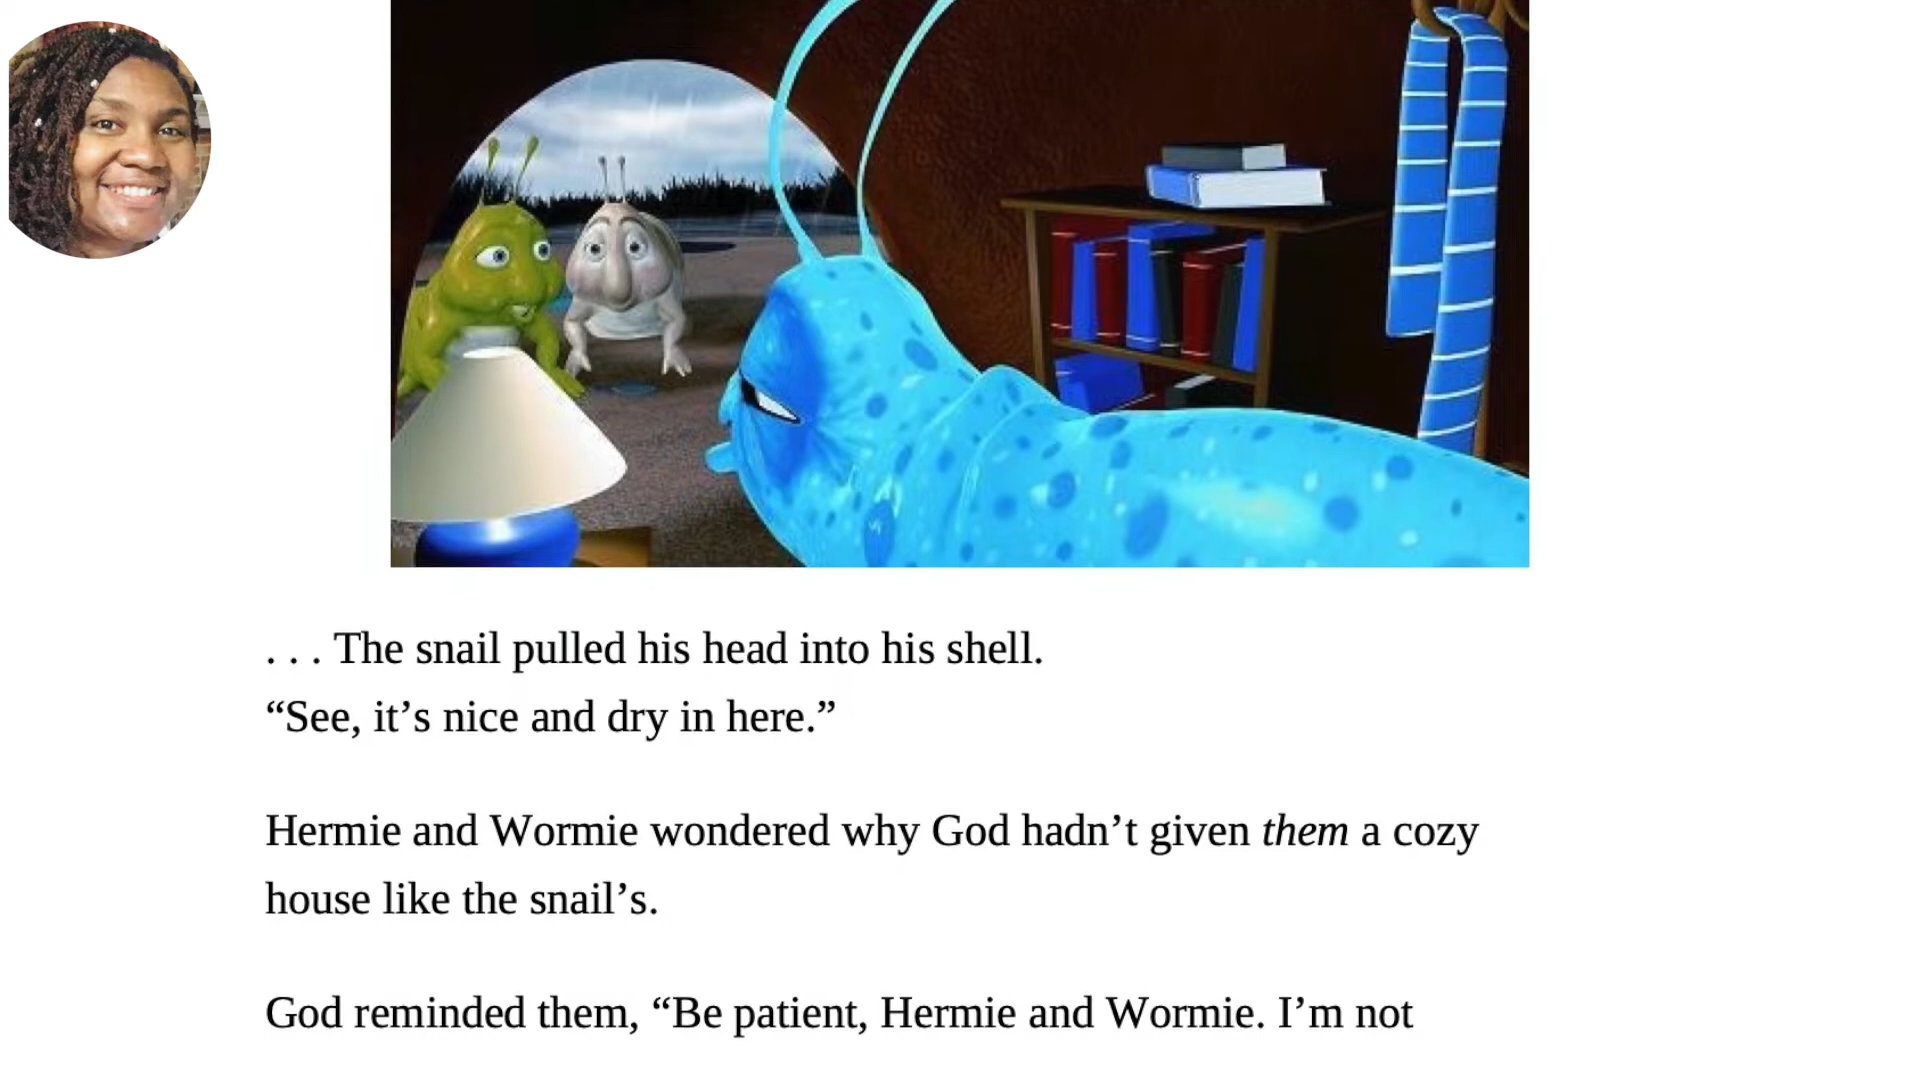 . . . The snail pulled his head into his shell.
“See, it’s nice and dry in here.”
Hermie and Wormie wondered why God hadn’t given them a cozy
house like the snail’s.
God reminded them, “Be patient, Hermie and Wormie. I’m not